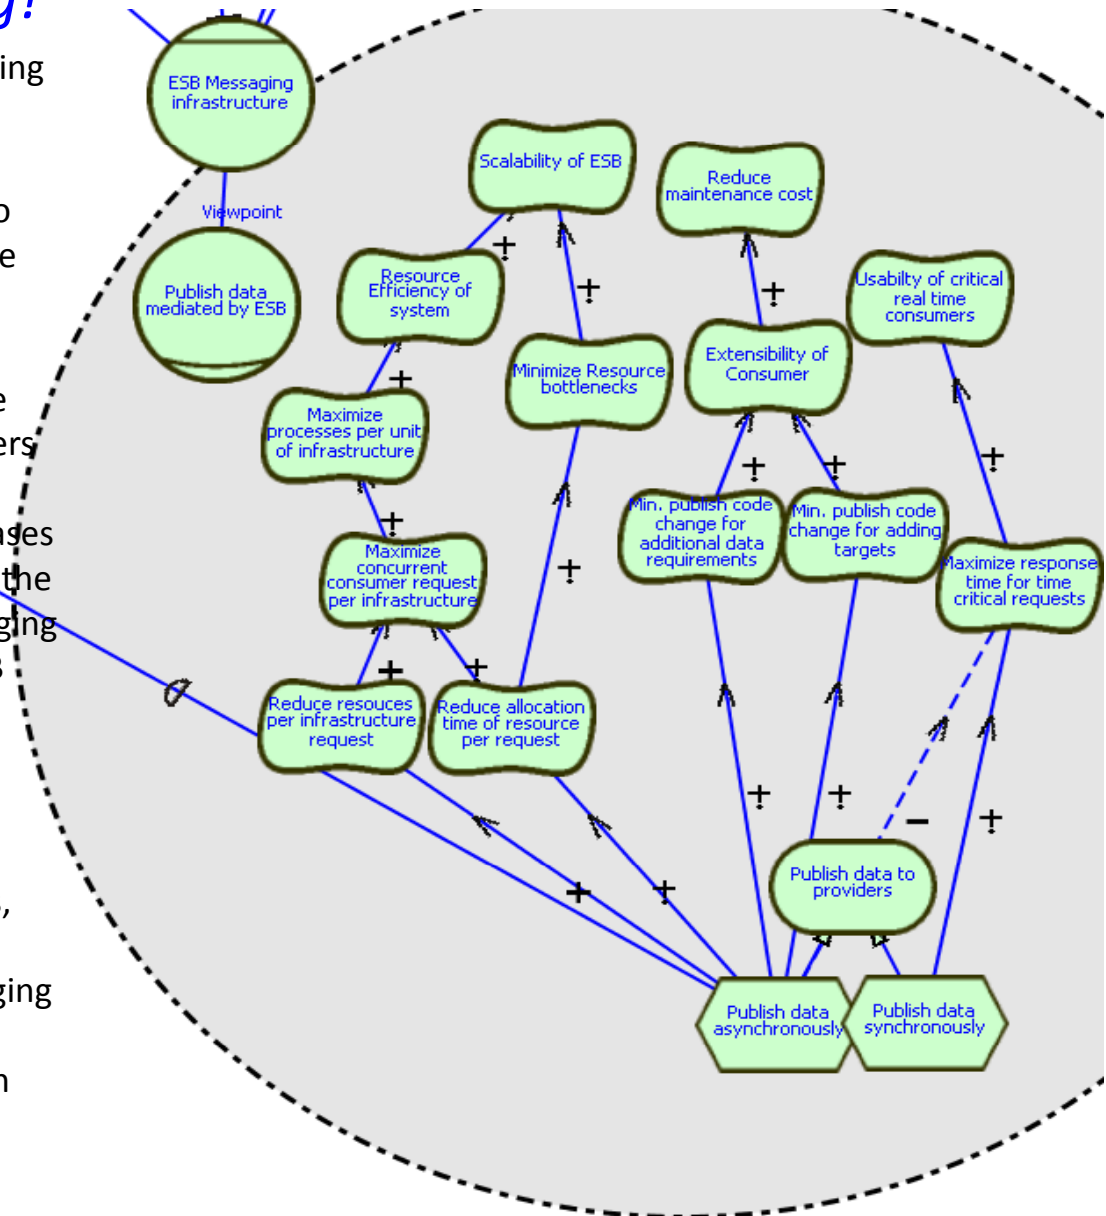 g?
ing
ESB Messaging
infrastructure
Viewpoint
Publish data
mediated by ESB
o
e
e
ers
ases
the
ging
s,
ging
n
Scalability of ESB
Reduce
maintenance cost
Resource
Efficiency of
system
Usabilty of critical
real time
consumers
Minimize Resource
bottlenecks
Extensibility of
Consumer
Maximize
processes per unit
of infrastructure
Min. publish code
change for
additional data
requirements
Min. publish code
change for adding
targets
Maximize response
time for time
critical requests
Maximize
concurrent
consumer request
per infrastructure
Reduce resouces
per infrastructure
request
Reduce allocation
time of resource
per request
Publish data to
providers
Publish data
asynchronously
Publish data
synchronously